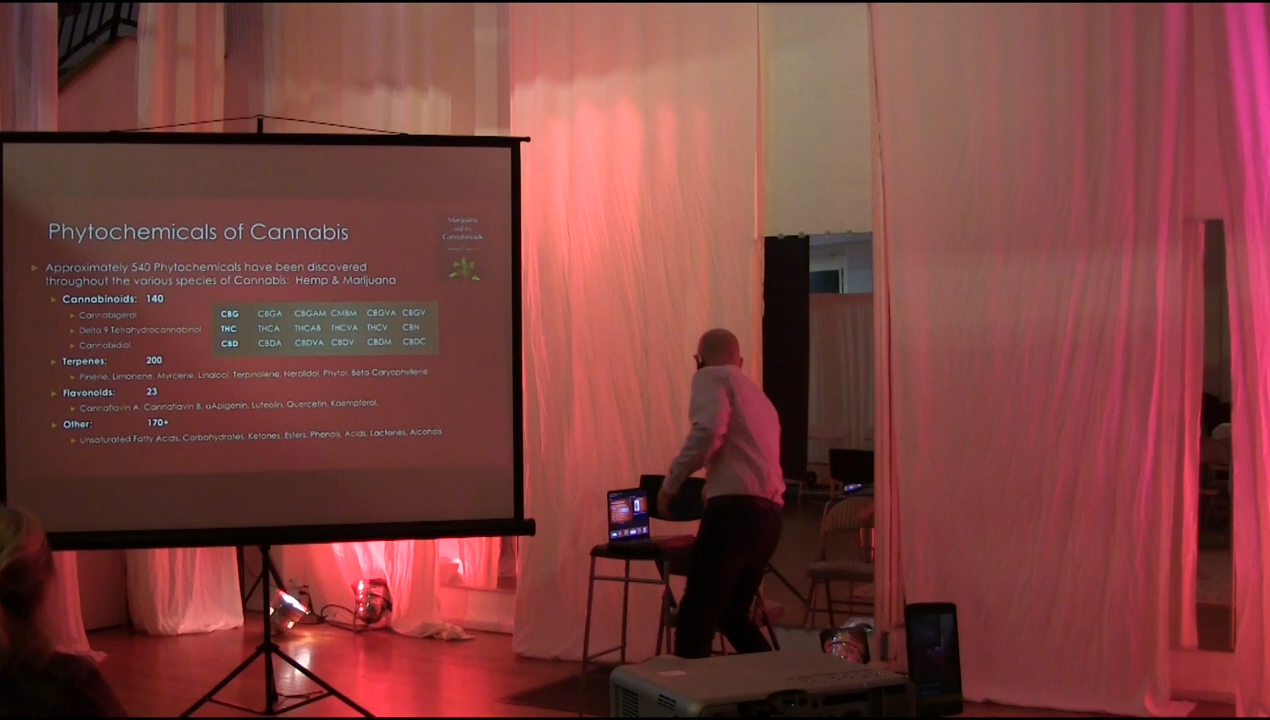 Phytochemicals of Cannabis
Marijuana
and the
Cannabinoids
Approximately 540 Phytochemicals have been discovered
throughout the various species of Cannabis: Hemp & Marijuana
Cannabinoids: 140
Cannabigerol
Delta 9 Tetrahydrocannabinol
Cannabidiol
CBG CBGA CBGAM CMBM CBGVA CBGV
THC THCA THCAB THCVA THCV CBN
CBD CBDA CBDVA CBDV CBDM CBDC
Terpenes: 200
Pinene, Limonene, Myrcene, Linalool, Terpinolene, Nerolidol, Phytol, Beta Caryophyllene
Flavonoids: 23
Cannaflavin A, Cannaflavin B, αApigenin, Luteolin, Quercetin, Kaempferol,
Other: 170+
Unsaturated Fatty Acids, Carbohydrates, Ketones, Esters, Phenols, Acids, Lactones, Alcohols